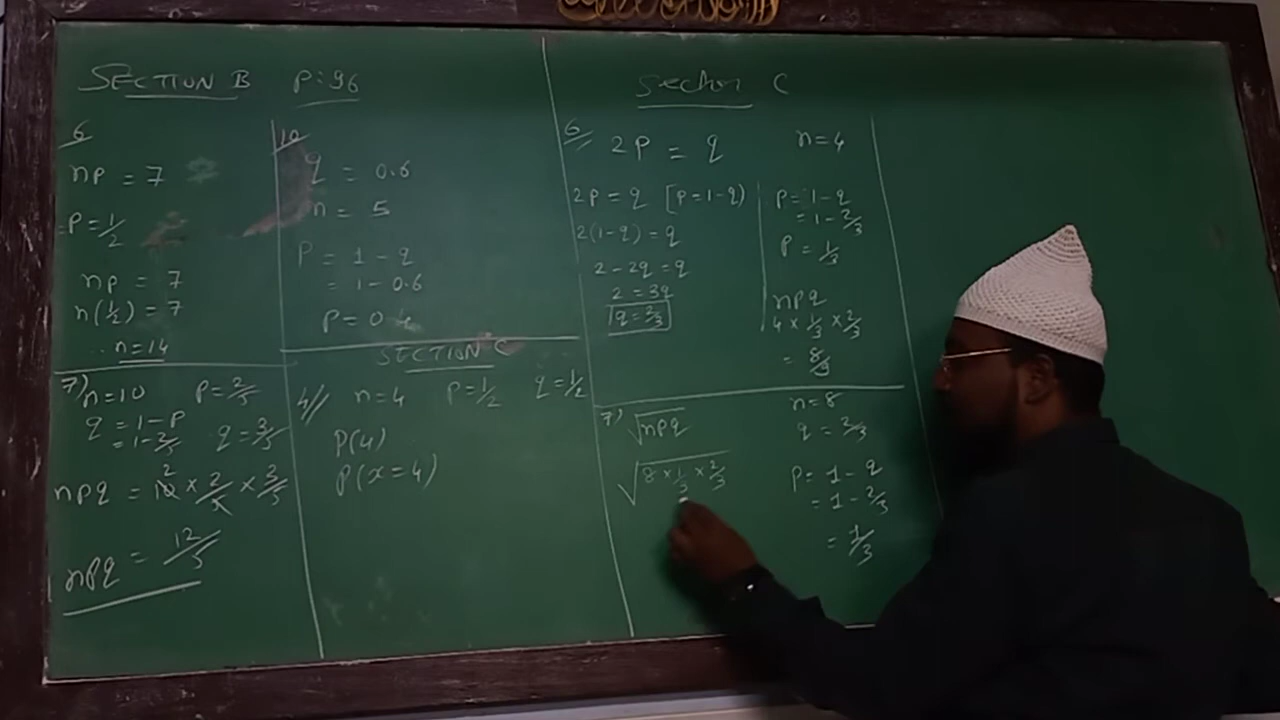 SECTION B P:96
6
np = 7
P = 1/2
np = 7
n(1/2) = 7
n=14
10
q = 0.6
n = 5
P = 1 - q
= 1 - 0.6
P = 0.4
7) n=10 P=2/5
q = 1-P
= 1-2/5 q = 3/5
npq = 10 2 × 2/5 × 3/5
npq = 12/5
SECTION C
4// n=4 P=1/2 q=1/2
P(4)
P(x=4)
Section C
6// 2P = q n=4
2P = q [P=1-q)
2(1-q) = q
2 - 2q = q
2 = 3q
q = 2/3
P = 1-q
= 1-2/3
P = 1/3
npq
4 × 1/3 × 2/3
= 8/9
7) √npq
√8 × 1/3 × 2/3
n=8
q = 2/3
P = 1 - q
= 1 - 2/3
= 1/3